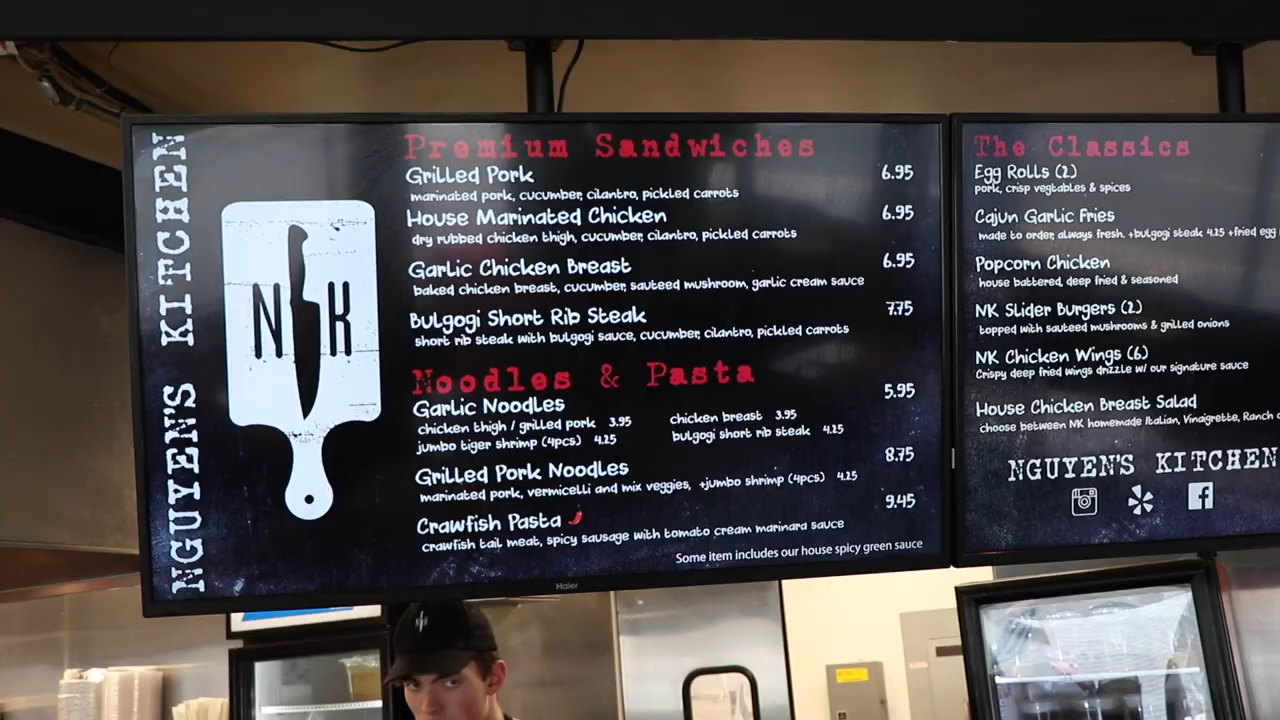 NGUYEN'S KITCHEN
NK
Premium Sandwiches
Grilled Pork 6.95
marinated pork, cucumber, cilantro, pickled carrots
House Marinated Chicken 6.95
dry rubbed chicken thigh, cucumber, cilantro, pickled carrots
Garlic Chicken Breast 6.95
baked chicken breast, cucumber, sauteed mushroom, garlic cream sauce
Bulgogi Short Rib Steak 7.75
short rib steak with bulgogi sauce, cucumber, cilantro, pickled carrots
Noodles & Pasta
Garlic Noodles 5.95
chicken thigh / grilled pork 3.95 chicken breast 3.95
jumbo tiger shrimp (4pcs) 4.25 bulgogi short rib steak 4.25
Grilled Pork Noodles 8.75
marinated pork, vermicelli and mix veggies, +jumbo shrimp (4pcs) 4.25
Crawfish Pasta 9.45
crawfish tail meat, spicy sausage with tomato cream marinara sauce
Some item includes our house spicy green sauce
Haier
The Classics
Egg Rolls (2)
pork, crisp vegtables & spices
Cajun Garlic Fries
made to order, always fresh. +bulgogi steak 4.25 +fried egg
Popcorn Chicken
house battered, deep fried & seasoned
NK Slider Burgers (2)
topped with sauteed mushrooms & grilled onions
NK Chicken Wings (6)
Crispy deep fried wings drizzle w/ our signature sauce
House Chicken Breast Salad
choose between NK homemade Italian, Vinaigrette, Ranch
NGUYEN'S KITCHEN